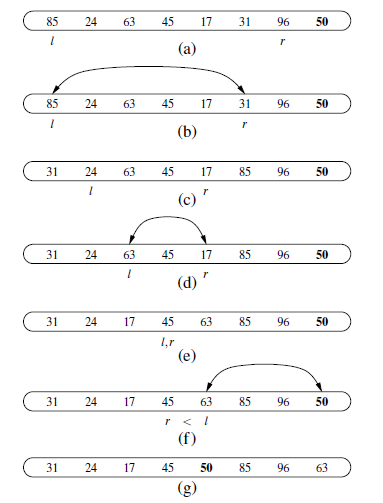 85 24 63 45 17 31 96 50
l r
(a)
85 24 63 45 17 31 96 50
l r
(b)
31 24 63 45 17 85 96 50
l r
(c)
31 24 63 45 17 85 96 50
l r
(d)
31 24 17 45 63 85 96 50
l,r
(e)
31 24 17 45 63 85 96 50
r < l
(f)
31 24 17 45 50 85 96 63
(g)